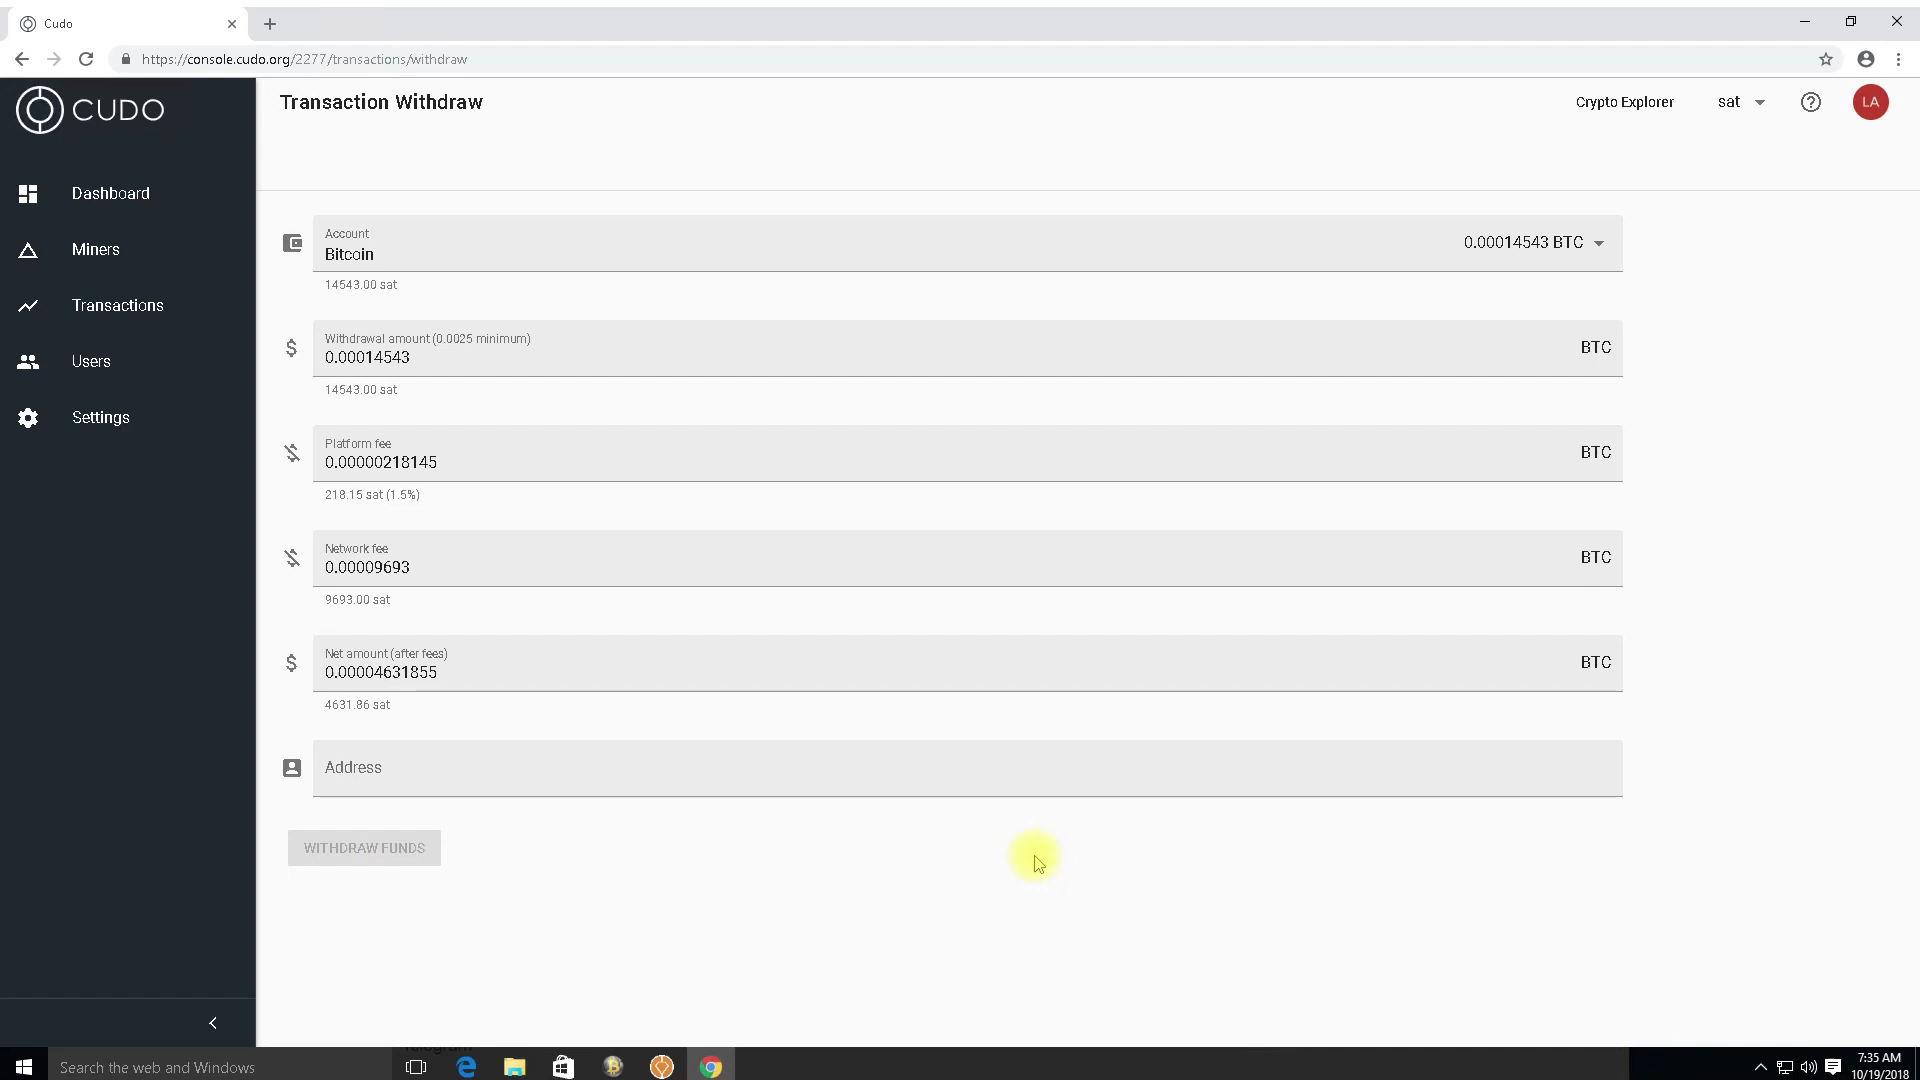 Cudo
https://console.cudo.org/2277/transactions/withdraw
CUDO
Transaction Withdraw
Crypto Explorer
sat
LA
Dashboard
Miners
Transactions
Users
Settings
Account
Bitcoin
0.00014543 BTC
14543.00 sat
Withdrawal amount (0.0025 minimum)
0.00014543
BTC
14543.00 sat
Platform fee
0.00000218145
BTC
218.15 sat (1.5%)
Network fee
0.00009693
BTC
9693.00 sat
Net amount (after fees)
0.00004631855
BTC
4631.86 sat
Address
WITHDRAW FUNDS
Search the web and Windows
7:35 AM
10/19/2018